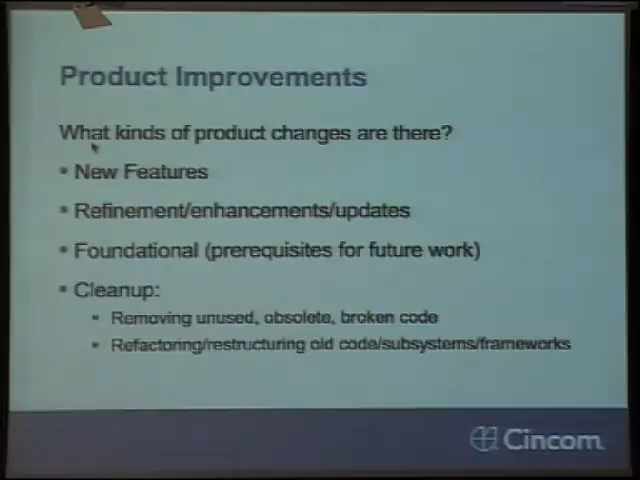 Product Improvements
What kinds of product changes are there?
• New Features
• Refinement/enhancements/updates
• Foundational (prerequisites for future work)
• Cleanup:
▪ Removing unused, obsolete, broken code
▪ Refactoring/restructuring old code/subsystems/frameworks
Cincom